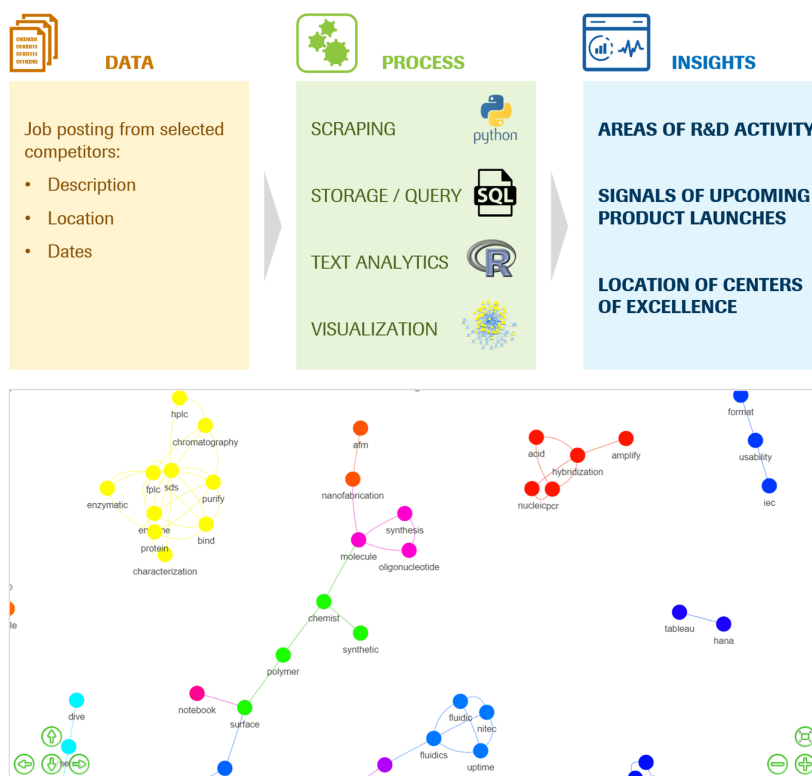 DATA
PROCESS
INSIGHTS
Job posting from selected
competitors:
• Description
• Location
• Dates
SCRAPING
python
STORAGE / QUERY
SQL
TEXT ANALYTICS
R
VISUALIZATION
AREAS OF R&D ACTIVITY
SIGNALS OF UPCOMING
PRODUCT LAUNCHES
LOCATION OF CENTERS
OF EXCELLENCE
hplc
chromatography
fplc
sds
enzymatic
purify
protein
bind
characterization
afm
nanofabrication
synthesis
molecule
oligonucleotide
chemist
synthetic
polymer
notebook
surface
acid
amplify
hybridization
nucleic
pcr
format
usability
iec
tableau
hana
le
dive
fluidic
nitec
fluidics
uptime